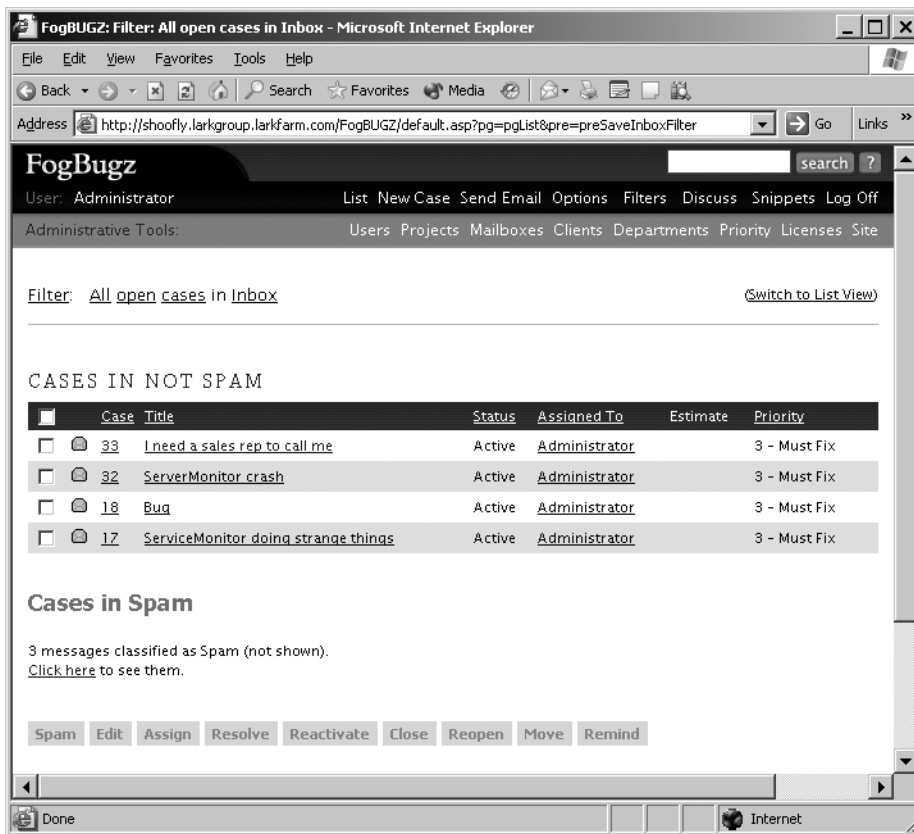 FogBUGZ: Filter: All open cases in Inbox - Microsoft Internet Explorer
File Edit View Favorites Tools Help
Back Search Favorites Media
Address http://shoofly.larkgroup.larkfarm.com/FogBUGZ/default.asp?pg=pgList&pre=preSaveInboxFilter Go Links »
FogBugz search ?
User: Administrator List New Case Send Email Options Filters Discuss Snippets Log Off
Administrative Tools: Users Projects Mailboxes Clients Departments Priority Licenses Site
Filter: All open cases in Inbox (Switch to List View)
CASES IN NOT SPAM
Case Title Status Assigned To Estimate Priority
33 I need a sales rep to call me Active Administrator 3 - Must Fix
32 ServerMonitor crash Active Administrator 3 - Must Fix
18 Bug Active Administrator 3 - Must Fix
17 ServiceMonitor doing strange things Active Administrator 3 - Must Fix
Cases in Spam
3 messages classified as Spam (not shown).
Click here to see them.
Spam Edit Assign Resolve Reactivate Close Reopen Move Remind
Done Internet